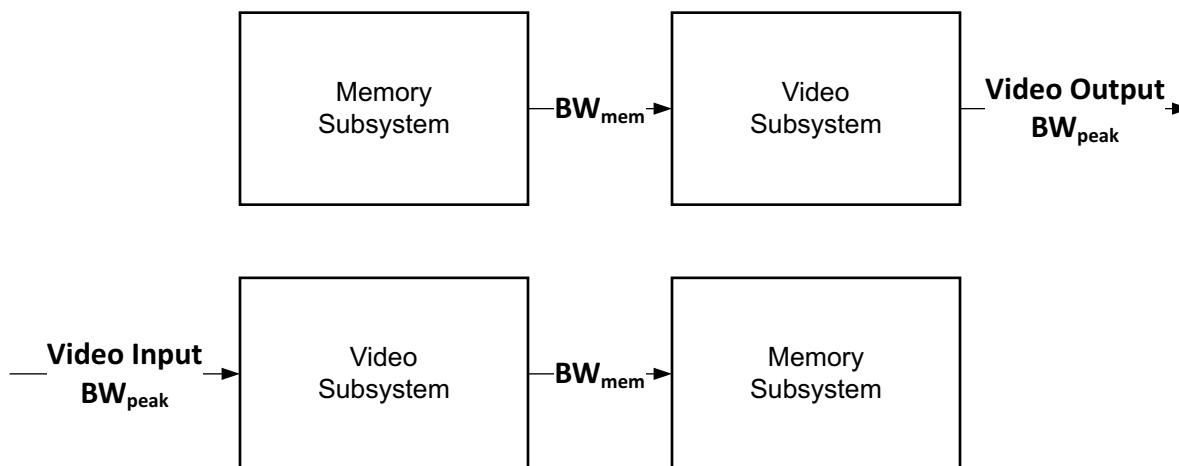 Memory
Subsystem
BWmem
Video
Subsystem
Video Output
BWpeak
Video Input
BWpeak
Video
Subsystem
BWmem
Memory
Subsystem